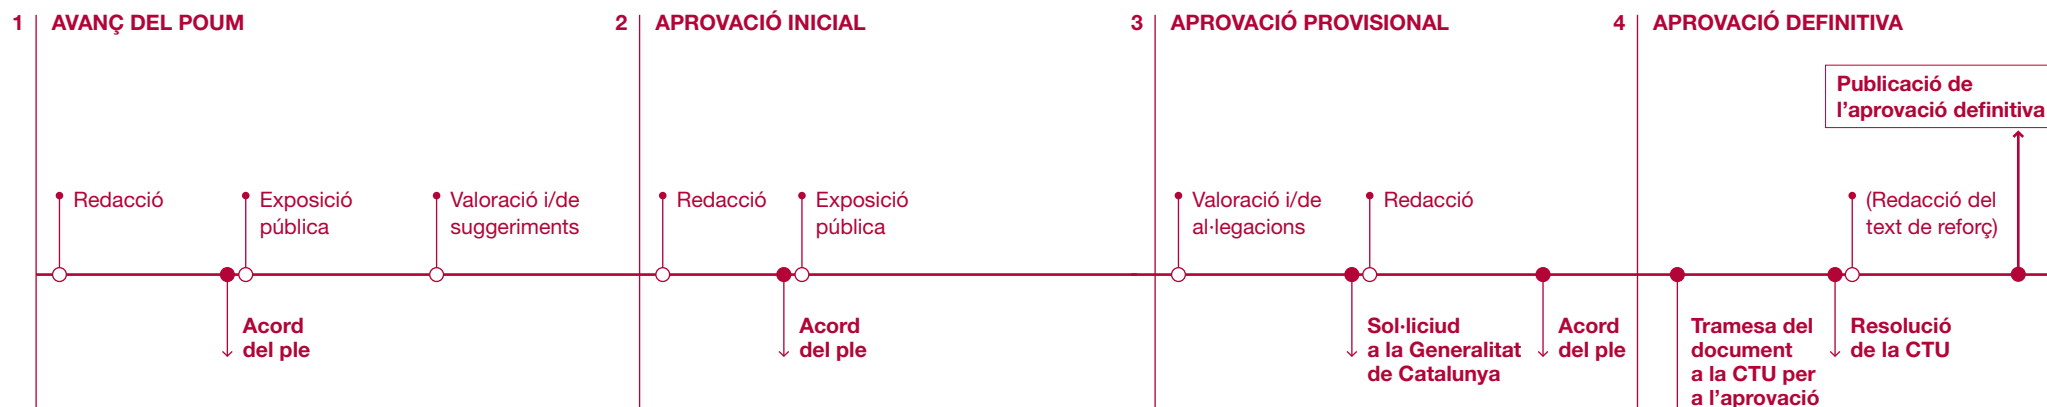 1 AVANÇ DEL POUM
Redacció
Exposició
pública
Valoració i/de
suggeriments
Acord
del ple
2 APROVACIÓ INICIAL
Redacció
Exposició
pública
Acord
del ple
3 APROVACIÓ PROVISIONAL
Valoració i/de
al·legacions
Redacció
Sol·liciud
a la Generalitat
de Catalunya
Acord
del ple
4 APROVACIÓ DEFINITIVA
Publicació de
l'aprovació definitiva
(Redacció del
text de reforç)
Tramesa del
document
a la CTU per
a l'aprovació
Resolució
de la CTU